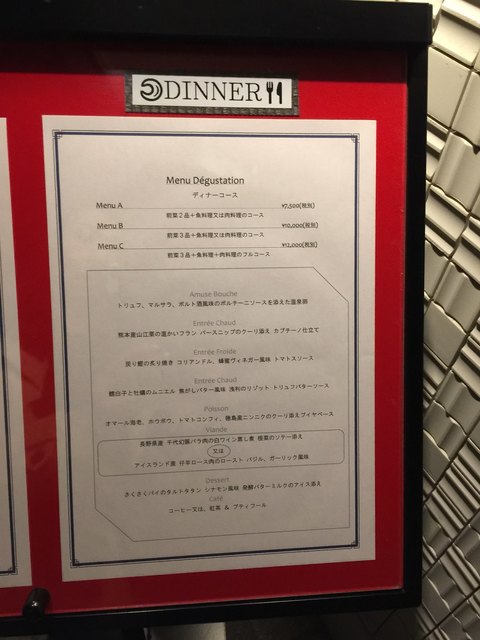 DINNER
Menu Dégustation
ディナーコース
Menu A ¥7,500(税別)
前菜２品＋魚料理又は肉料理のコース
Menu B ¥10,000(税別)
前菜３品＋魚料理又は肉料理のコース
Menu C ¥12,000(税別)
前菜３品＋魚料理＋肉料理のフルコース
Amuse Bouche
トリュフ、マルサラ、ポルト酒風味のポルチーニソースを添えた温泉卵
Entrée Chaud
熊本産山江栗の温かいフラン パースニップのクーリ添え カプチーノ仕立て
Entrée Froide
戻り鰹の炙り焼き コリアンドル、蜂蜜ヴィネガー風味 トマトソース
Entrée Chaud
鱈白子と牡蠣のムニエル 焦がしバター風味 浅利のリゾット トリュフバターソース
Poisson
オマール海老、ホウボウ、トマトコンフィ、徳島産ニンニクのクーリ添えブイヤベース
Viande
長野県産 千代幻豚バラ肉の白ワイン蒸し煮 根菜のソテー添え
又は
アイスランド産 仔羊ロース肉のロースト バジル、ガーリック風味
Dessert
さくさくパイのタルトタタン シナモン風味 発酵バターミルクのアイス添え
Café
コーヒー又は、紅茶 ＆ プティフール